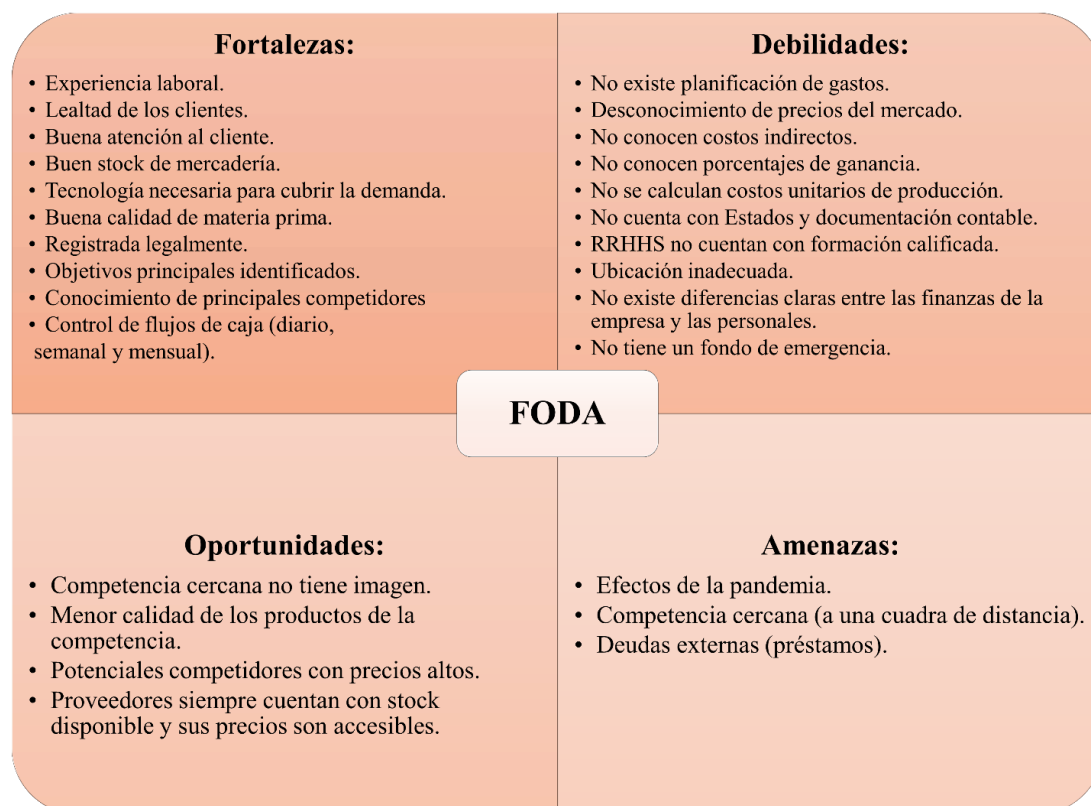 Fortalezas:
• Experiencia laboral.
• Lealtad de los clientes.
• Buena atención al cliente.
• Buen stock de mercadería.
• Tecnología necesaria para cubrir la demanda.
• Buena calidad de materia prima.
• Registrada legalmente.
• Objetivos principales identificados.
• Conocimiento de principales competidores
• Control de flujos de caja (diario,
semanal y mensual).
Debilidades:
• No existe planificación de gastos.
• Desconocimiento de precios del mercado.
• No conocen costos indirectos.
• No conocen porcentajes de ganancia.
• No se calculan costos unitarios de producción.
• No cuenta con Estados y documentación contable.
• RRHHS no cuentan con formación calificada.
• Ubicación inadecuada.
• No existe diferencias claras entre las finanzas de la
empresa y las personales.
• No tiene un fondo de emergencia.
FODA
Oportunidades:
• Competencia cercana no tiene imagen.
• Menor calidad de los productos de la
competencia.
• Potenciales competidores con precios altos.
• Proveedores siempre cuentan con stock
disponible y sus precios son accesibles.
Amenazas:
• Efectos de la pandemia.
• Competencia cercana (a una cuadra de distancia).
• Deudas externas (préstamos).